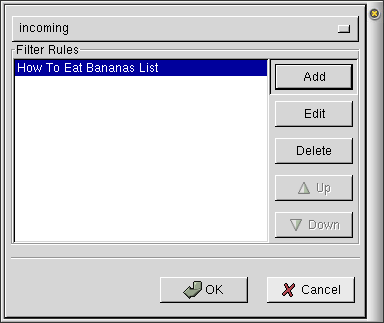 incoming
Filter Rules
How To Eat Bananas List
Add
Edit
Delete
Up
Down
OK
Cancel